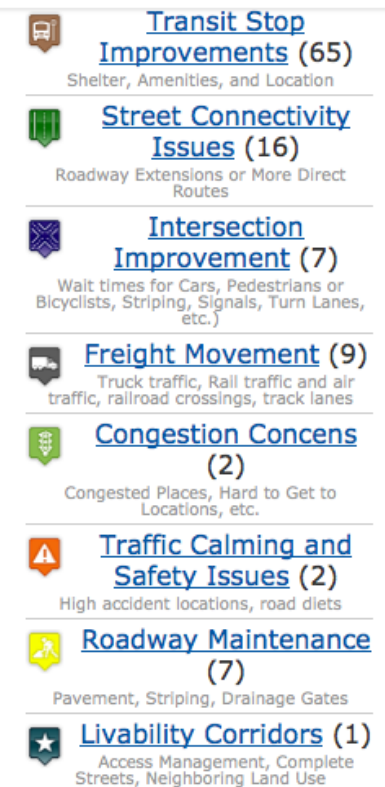 Transit Stop
Improvements (65)
Shelter, Amenities, and Location
Street Connectivity
Issues (16)
Roadway Extensions or More Direct
Routes
Intersection
Improvement (7)
Wait times for Cars, Pedestrians or
Bicyclists, Striping, Signals, Turn Lanes,
etc.)
Freight Movement (9)
Truck traffic, Rail traffic and air
traffic, railroad crossings, track lanes
Congestion Concens
(2)
Congested Places, Hard to Get to
Locations, etc.
Traffic Calming and
Safety Issues (2)
High accident locations, road diets
Roadway Maintenance
(7)
Pavement, Striping, Drainage Gates
Livability Corridors (1)
Access Management, Complete
Streets, Neighboring Land Use